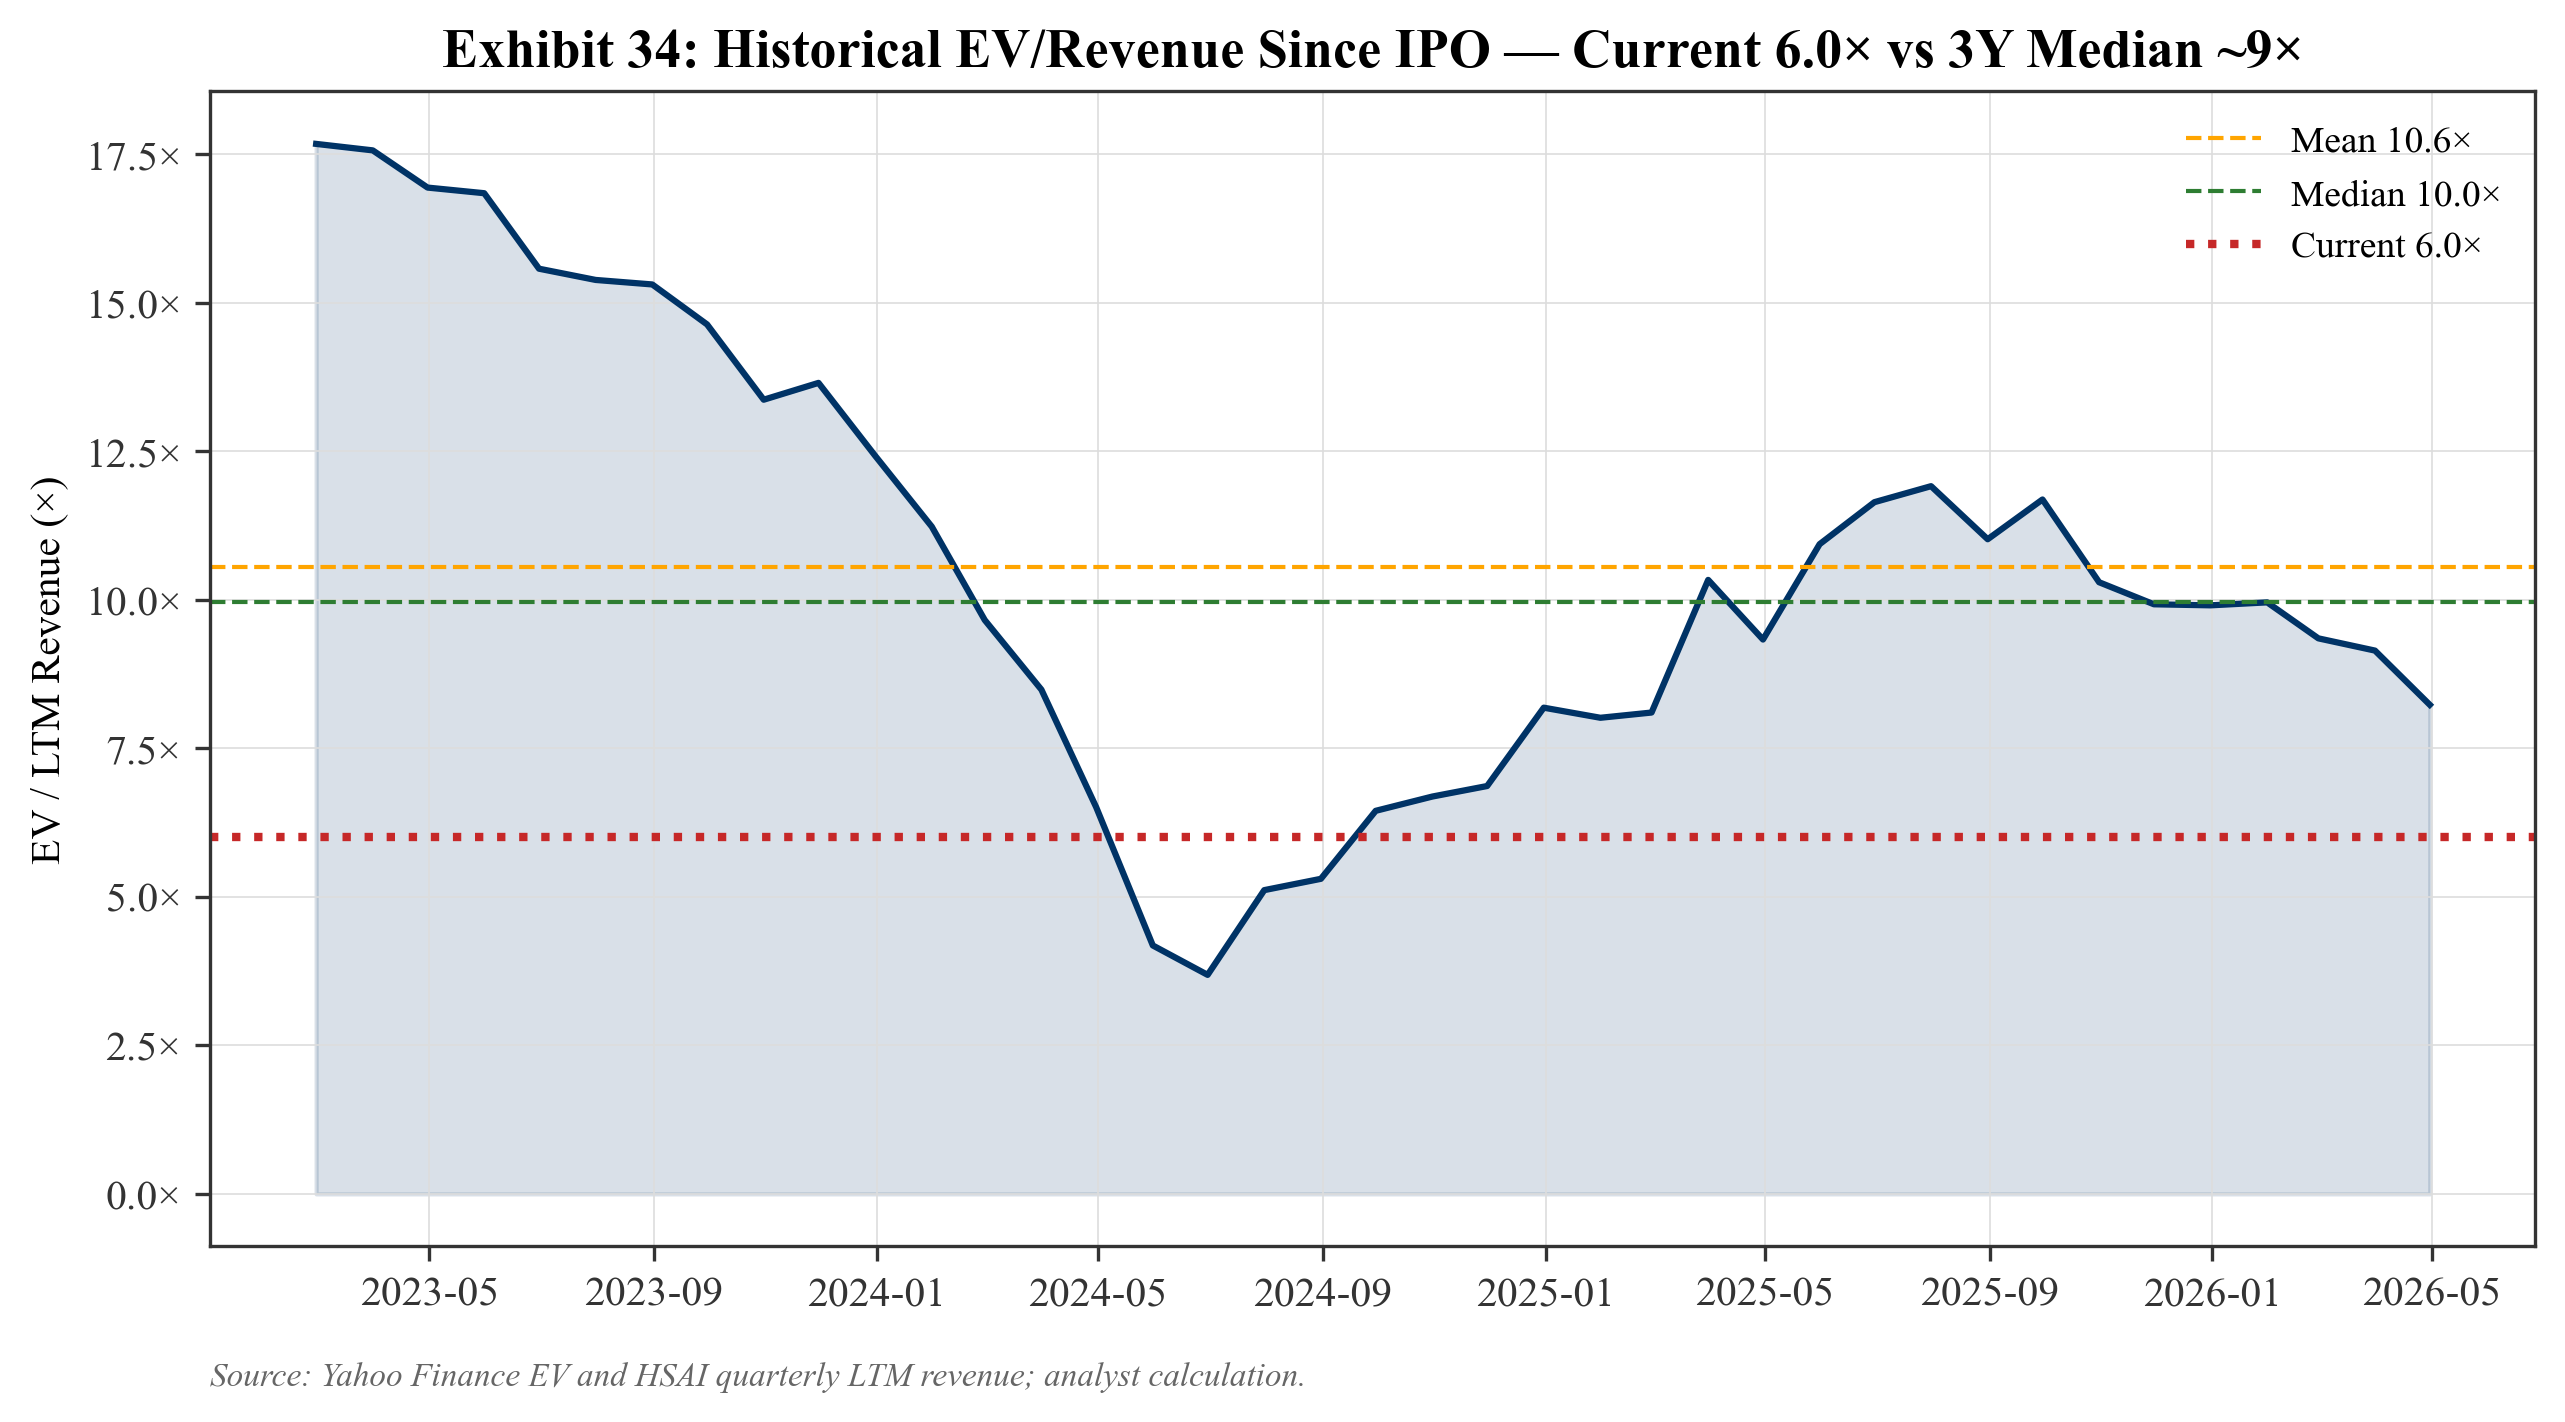 Exhibit 34: Historical EV/Revenue Since IPO — Current 6.0× vs 3Y Median ~9×
Mean 10.6×
Median 10.0×
Current 6.0×
EV / LTM Revenue (×)
17.5×
15.0×
12.5×
10.0×
7.5×
5.0×
2.5×
0.0×
2023-05 2023-09 2024-01 2024-05 2024-09 2025-01 2025-05 2025-09 2026-01 2026-05
Source: Yahoo Finance EV and HSAI quarterly LTM revenue; analyst calculation.